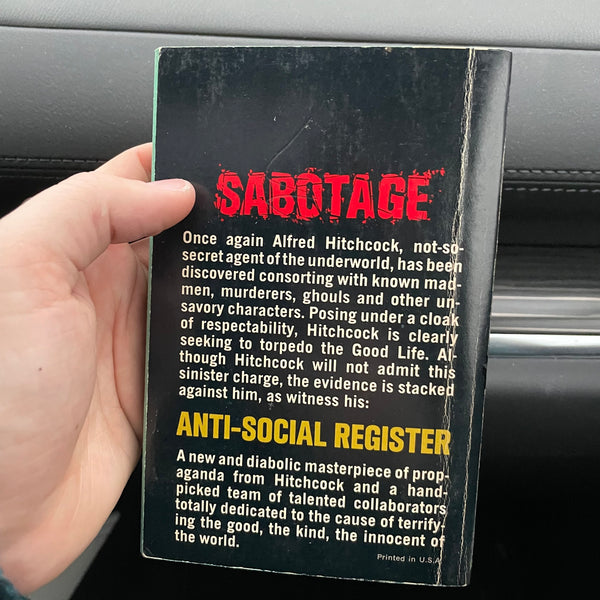 SABOTAGE
Once again Alfred Hitchcock, not-so-
secret agent of the underworld, has been
discovered consorting with known mad-
men, murderers, ghouls and other un-
savory characters. Posing under a cloak
of respectability, Hitchcock is clearly
seeking to torpedo the Good Life. Al-
though Hitchcock will not admit this
sinister charge, the evidence is stacked
against him, as witness his:
ANTI-SOCIAL REGISTER
A new and diabolic masterpiece of prop-
aganda from Hitchcock and a hand-
picked team of talented collaborators
totally dedicated to the cause of terrify-
ing the good, the kind, the innocent of
the world.
Printed in U.S.A